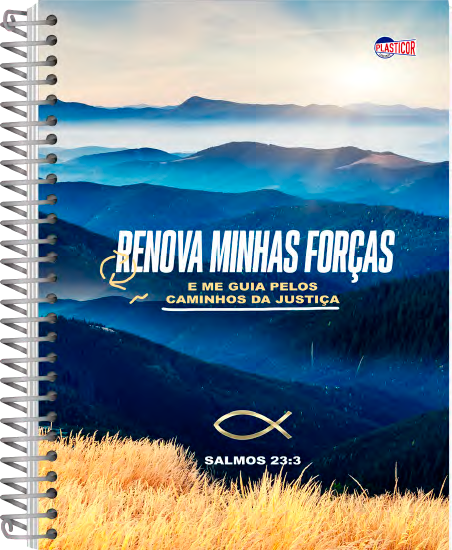 PLASTICOR
RENOVA MINHAS FORÇAS
E ME GUIA PELOS
CAMINHOS DA JUSTIÇA
SALMOS 23:3